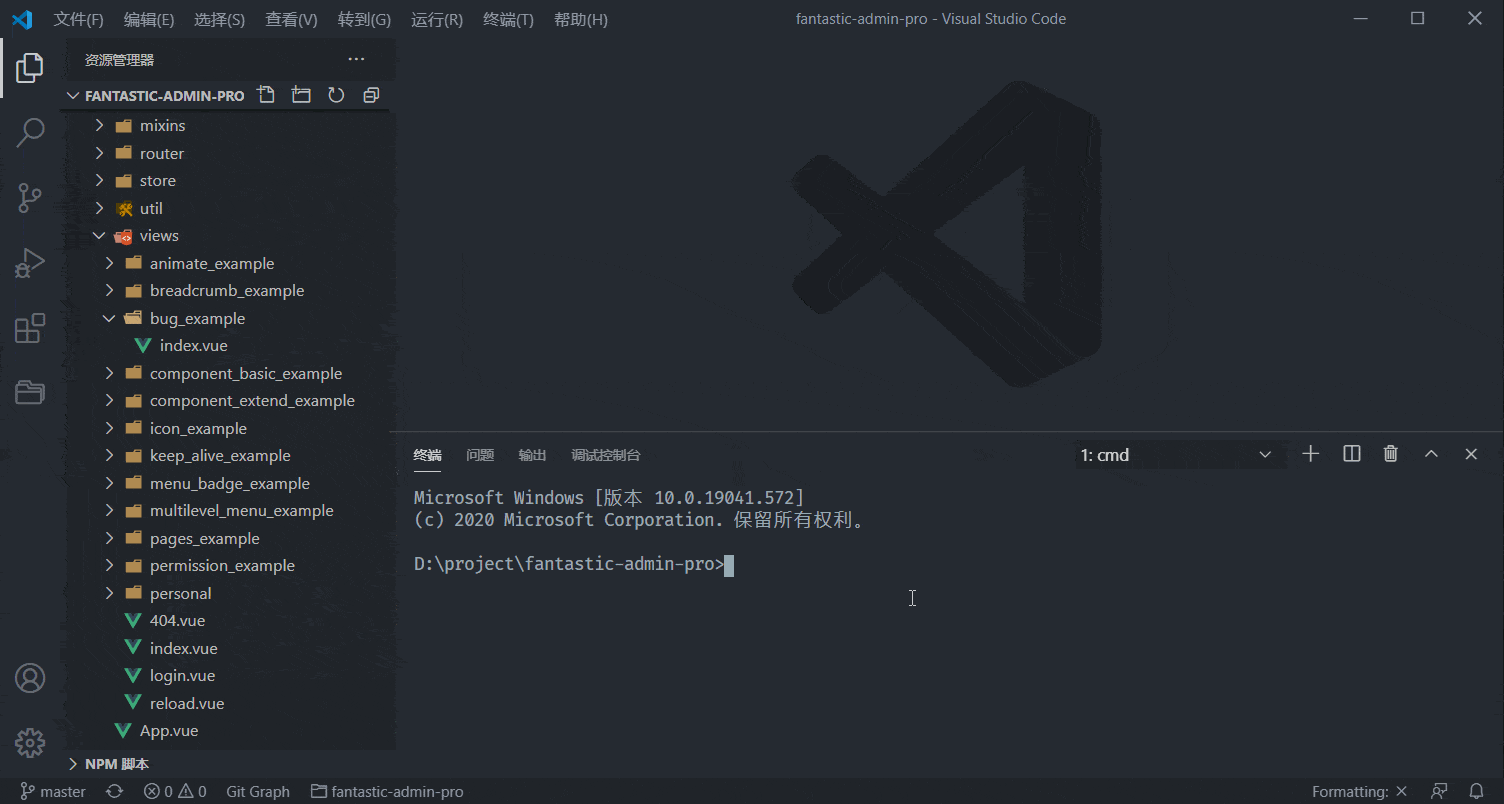 文件(F) 编辑(E) 选择(S) 查看(V) 转到(G) 运行(R) 终端(T) 帮助(H) fantastic-admin-pro - Visual Studio Code
资源管理器
FANTASTIC-ADMIN-PRO
mixins
router
store
util
views
animate_example
breadcrumb_example
bug_example
index.vue
component_basic_example
component_extend_example
icon_example
keep_alive_example
menu_badge_example
multilevel_menu_example
pages_example
permission_example
personal
404.vue
index.vue
login.vue
reload.vue
App.vue
NPM 脚本
终端 问题 输出 调试控制台 1: cmd
Microsoft Windows [版本 10.0.19041.572]
(c) 2020 Microsoft Corporation. 保留所有权利。
D:\project\fantastic-admin-pro>
master 0 0 Git Graph fantastic-admin-pro Formatting: ×